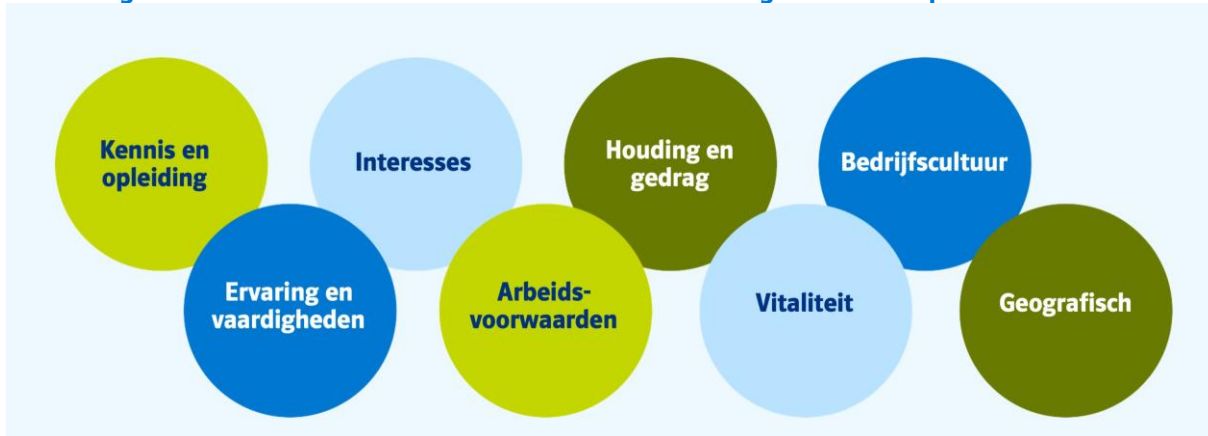 Kennis en
opleiding
Interesses
Houding en
gedrag
Bedrijfscultuur
Ervaring en
vaardigheden
Arbeids-
voorwaarden
Vitaliteit
Geografisch